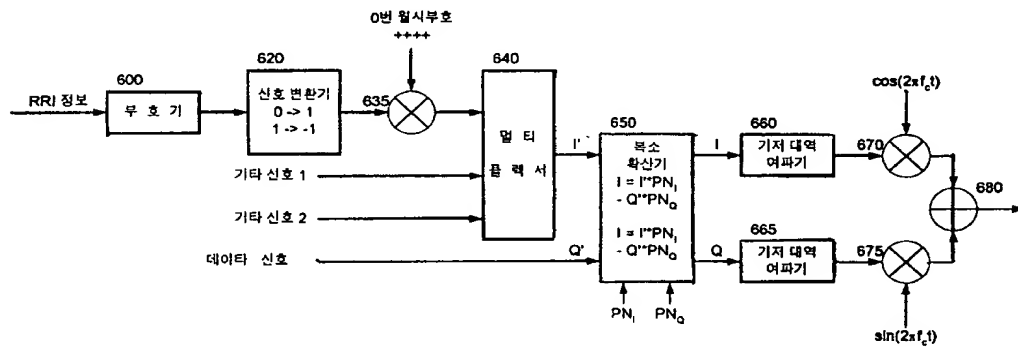 0번 월시부호
++++
600
620
635
640
RRI 정보
부 호 기
신호 변환기
0 -> 1
1 -> -1
멀 티
플 렉 서
기타 신호 1
기타 신호 2
데이타 신호
I'
Q'
650
복소
확산기
I = I'*PN_I
- Q'*PN_Q
I = I'*PN_I
- Q'*PN_Q
PN_I
PN_Q
I
Q
660
기저 대역
여파기
665
기저 대역
여파기
cos(2πf_ct)
670
675
680
sin(2πf_ct)